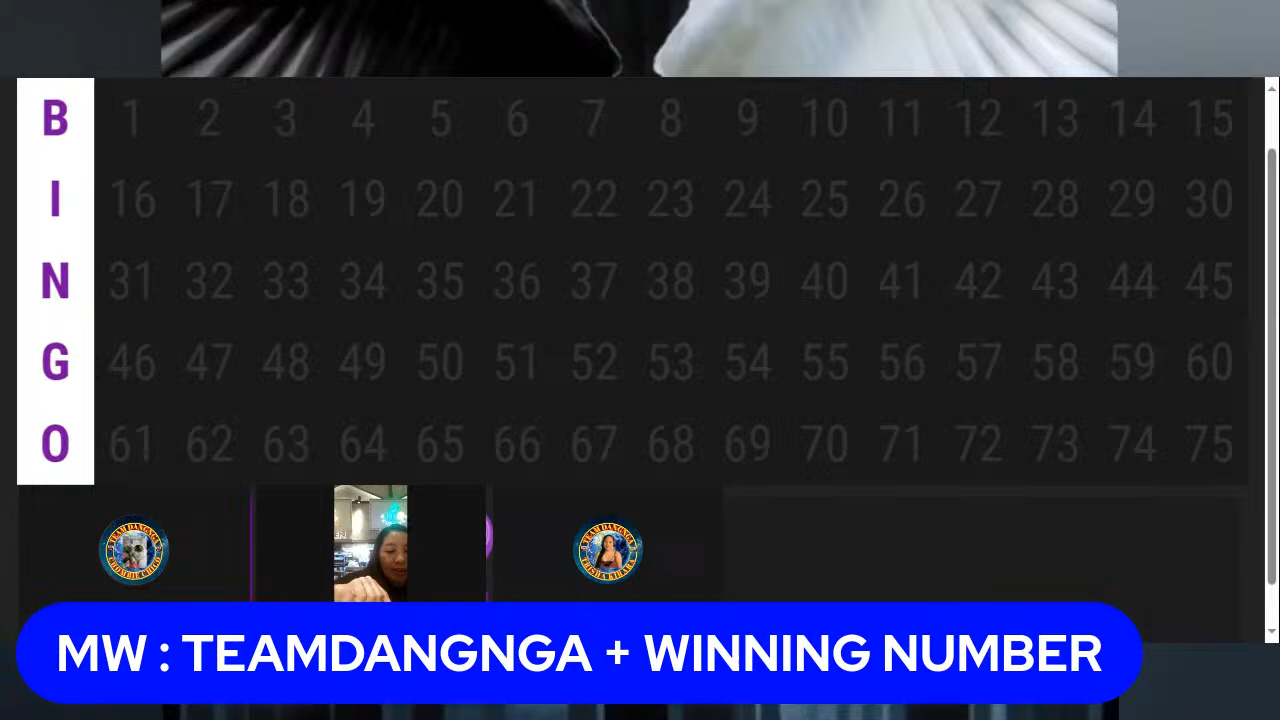 B 1 2 3 4 5 6 7 8 9 10 11 12 13 14 15
I 16 17 18 19 20 21 22 23 24 25 26 27 28 29 30
N 31 32 33 34 35 36 37 38 39 40 41 42 43 44 45
G 46 47 48 49 50 51 52 53 54 55 56 57 58 59 60
O 61 62 63 64 65 66 67 68 69 70 71 72 73 74 75
TEAM DANGNGA
TEAM DANGNGA
MW : TEAMDANGNGA + WINNING NUMBER